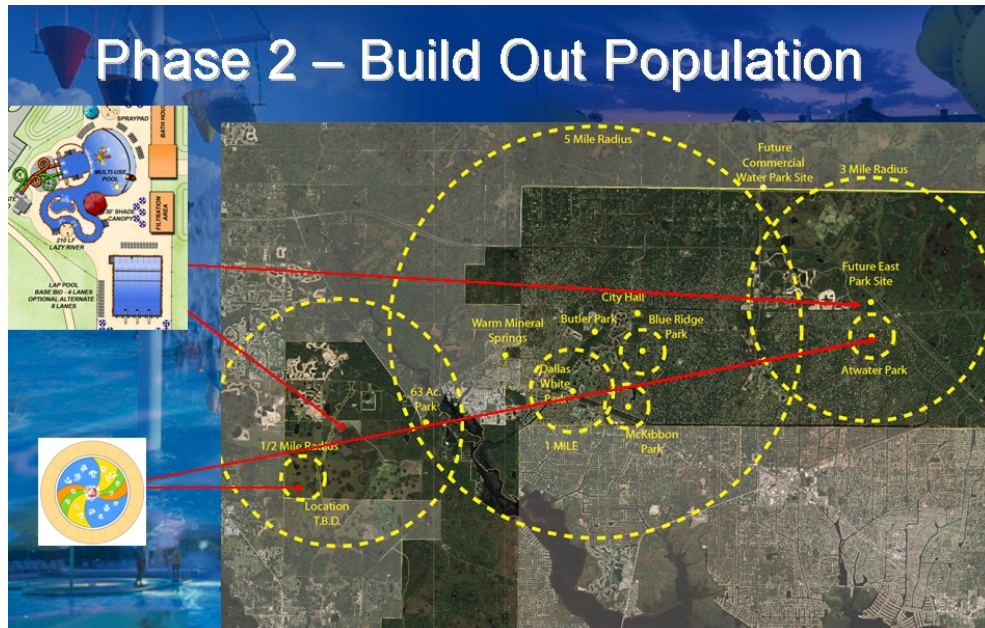 Phase 2 – Build Out Population
SPRAYPAD
BATH HOU
MULTI-USE
POOL
30' SHADE
CANOPY
FILTRATION
AREA
210 LF
LAZY RIVER
LAP POOL
BASE BID - 4 LANES
OPTIONAL ALTERNATE
8 LANES
5 Mile Radius
Future
Commercial
Water Park Site
3 Mile Radius
Future East
Park Site
City Hall
Butler Park
Blue Ridge
Park
Warm Mineral
Springs
Dallas
White
Park
Atwater Park
63 Ac.
Park
1/2 Mile Radius
1 MILE
McKibbon
Park
Location
T.B.D.